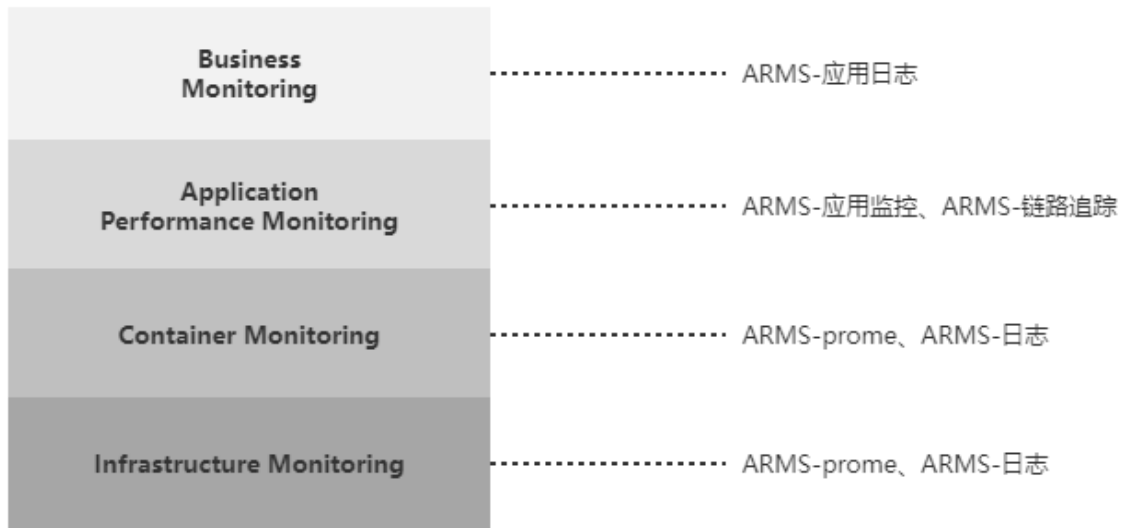 Business
Monitoring
ARMS-应用日志
Application
Performance Monitoring
ARMS-应用监控、ARMS-链路追踪
Container Monitoring
ARMS-prome、ARMS-日志
Infrastructure Monitoring
ARMS-prome、ARMS-日志